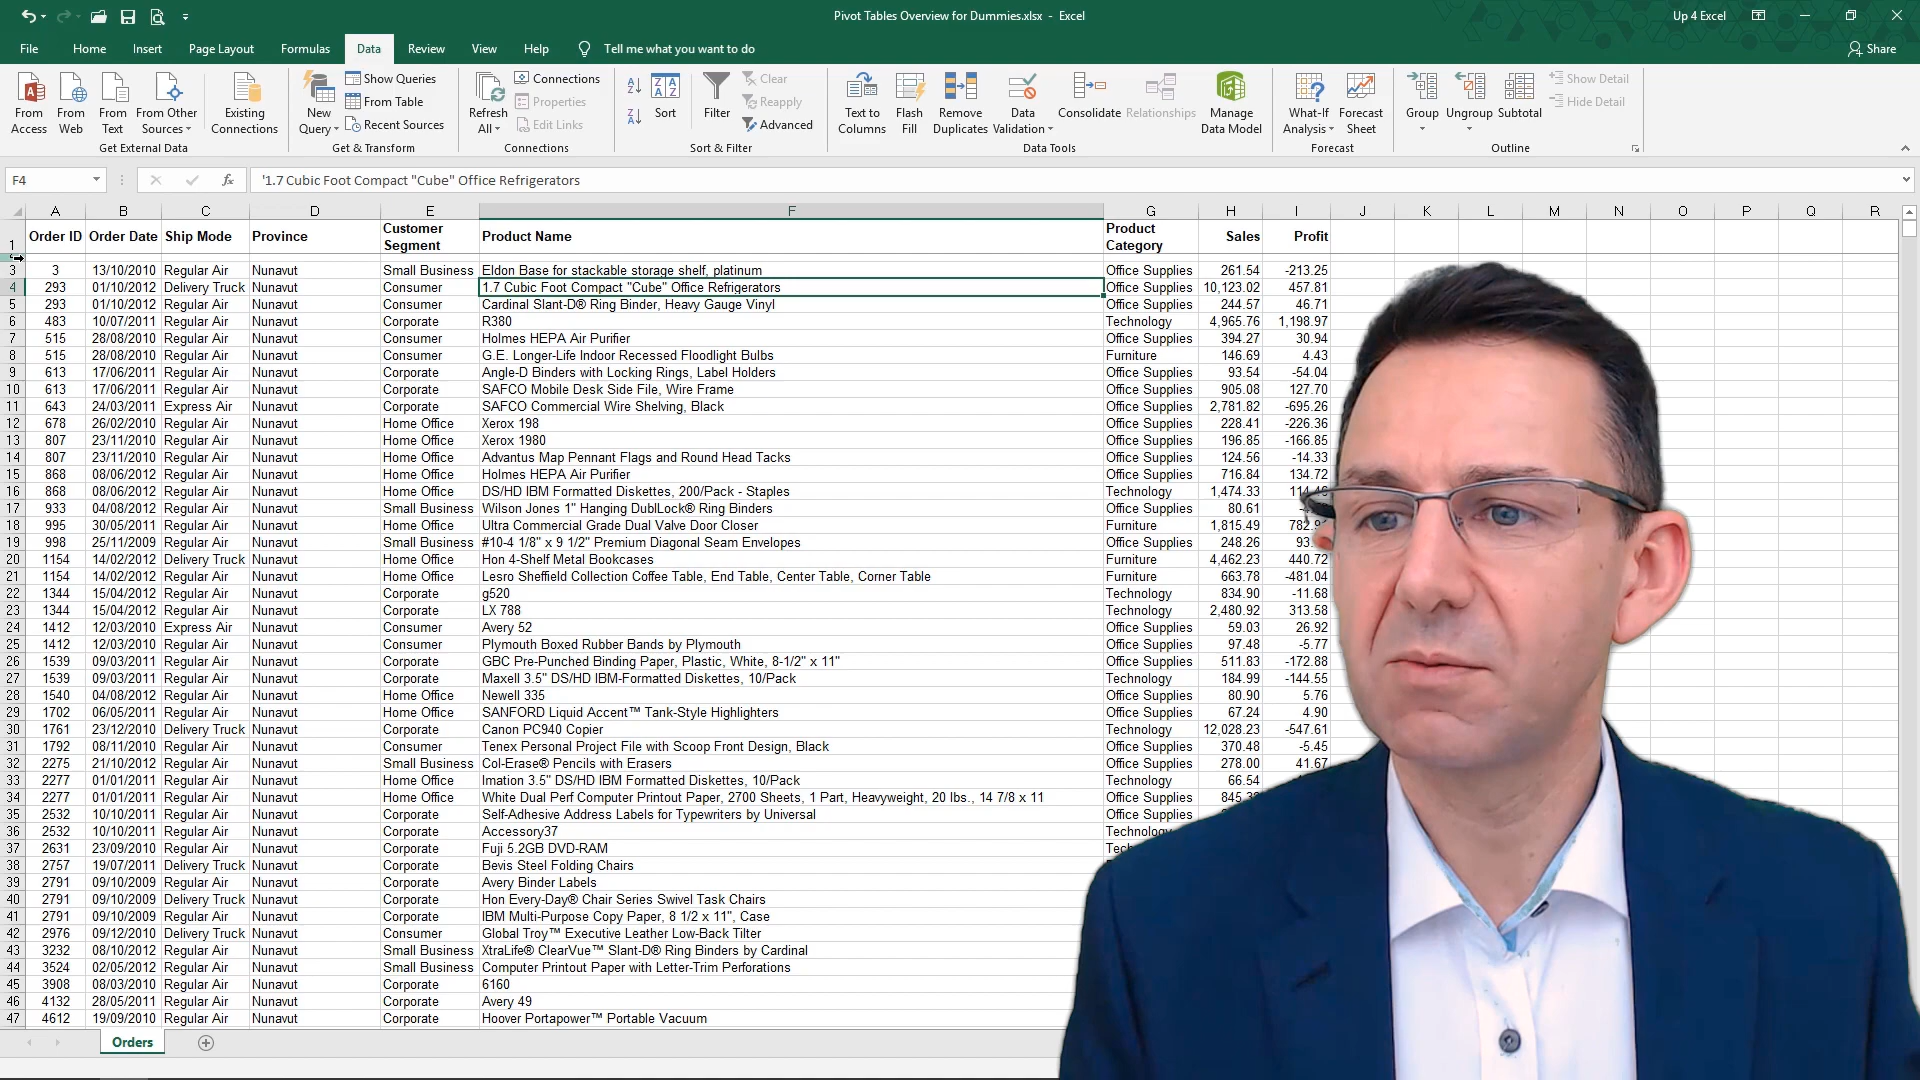 Pivot Tables Overview for Dummies.xlsx - Excel
Up 4 Excel
File Home Insert Page Layout Formulas Data Review View Help Tell me what you want to do Share
From Access
From Web
From Text
From Other Sources
Get External Data
Existing Connections
New Query
Show Queries
From Table
Recent Sources
Get & Transform
Refresh All
Connections
Properties
Edit Links
Connections
Sort
Filter
Clear
Reapply
Advanced
Sort & Filter
Text to Columns
Flash Fill
Remove Duplicates
Data Validation
Consolidate
Relationships
Manage Data Model
Data Tools
What-If Analysis
Forecast Sheet
Forecast
Group
Ungroup
Subtotal
Show Detail
Hide Detail
Outline
F4 fx '1.7 Cubic Foot Compact "Cube" Office Refrigerators
A B C D E F G H I J K L M N O P Q R
1 Order ID Order Date Ship Mode Province Customer Segment Product Name Product Category Sales Profit
3 3 13/10/2010 Regular Air Nunavut Small Business Eldon Base for stackable storage shelf, platinum Office Supplies 261.54 -213.25
4 293 01/10/2012 Delivery Truck Nunavut Consumer 1.7 Cubic Foot Compact "Cube" Office Refrigerators Office Supplies 10,123.02 457.81
5 293 01/10/2012 Regular Air Nunavut Consumer Cardinal Slant-D® Ring Binder, Heavy Gauge Vinyl Office Supplies 244.57 46.71
6 483 10/07/2011 Regular Air Nunavut Corporate R380 Technology 4,965.76 1,198.97
7 515 28/08/2010 Regular Air Nunavut Consumer Holmes HEPA Air Purifier Office Supplies 394.27 30.94
8 515 28/08/2010 Regular Air Nunavut Consumer G.E. Longer-Life Indoor Recessed Floodlight Bulbs Furniture 146.69 4.43
9 613 17/06/2011 Regular Air Nunavut Corporate Angle-D Binders with Locking Rings, Label Holders Office Supplies 93.54 -54.04
10 613 17/06/2011 Regular Air Nunavut Corporate SAFCO Mobile Desk Side File, Wire Frame Office Supplies 905.08 127.70
11 643 24/03/2011 Express Air Nunavut Corporate SAFCO Commercial Wire Shelving, Black Office Supplies 2,781.82 -695.26
12 678 26/02/2010 Regular Air Nunavut Home Office Xerox 198 Office Supplies 228.41 -226.36
13 807 23/11/2010 Regular Air Nunavut Home Office Xerox 1980 Office Supplies 196.85 -166.85
14 807 23/11/2010 Regular Air Nunavut Home Office Advantus Map Pennant Flags and Round Head Tacks Office Supplies 124.56 -14.33
15 868 08/06/2012 Regular Air Nunavut Home Office Holmes HEPA Air Purifier Office Supplies 716.84 134.72
16 868 08/06/2012 Regular Air Nunavut Home Office DS/HD IBM Formatted Diskettes, 200/Pack - Staples Technology 1,474.33
17 933 04/08/2012 Regular Air Nunavut Small Business Wilson Jones 1" Hanging DublLock® Ring Binders Office Supplies 80.61
18 995 30/05/2011 Regular Air Nunavut Home Office Ultra Commercial Grade Dual Valve Door Closer Furniture 1,815.49
19 998 25/11/2009 Regular Air Nunavut Small Business #10-4 1/8" x 9 1/2" Premium Diagonal Seam Envelopes Office Supplies 248.26
20 1154 14/02/2012 Delivery Truck Nunavut Home Office Hon 4-Shelf Metal Bookcases Furniture 4,462.23 440.72
21 1154 14/02/2012 Regular Air Nunavut Home Office Lesro Sheffield Collection Coffee Table, End Table, Center Table, Corner Table Furniture 663.78 -481.04
22 1344 15/04/2012 Regular Air Nunavut Corporate g520 Technology 834.90 -11.68
23 1344 15/04/2012 Regular Air Nunavut Corporate LX 788 Technology 2,480.92 313.58
24 1412 12/03/2010 Express Air Nunavut Consumer Avery 52 Office Supplies 59.03 26.92
25 1412 12/03/2010 Regular Air Nunavut Consumer Plymouth Boxed Rubber Bands by Plymouth Office Supplies 97.48 -5.77
26 1539 09/03/2011 Regular Air Nunavut Corporate GBC Pre-Punched Binding Paper, Plastic, White, 8-1/2" x 11" Office Supplies 511.83 -172.88
27 1539 09/03/2011 Regular Air Nunavut Corporate Maxell 3.5" DS/HD IBM-Formatted Diskettes, 10/Pack Technology 184.99 -144.55
28 1540 04/08/2012 Regular Air Nunavut Home Office Newell 335 Office Supplies 80.90 5.76
29 1702 06/05/2011 Regular Air Nunavut Home Office SANFORD Liquid Accent™ Tank-Style Highlighters Office Supplies 67.24 4.90
30 1761 23/12/2010 Delivery Truck Nunavut Corporate Canon PC940 Copier Technology 12,028.23 -547.61
31 1792 08/11/2010 Regular Air Nunavut Consumer Tenex Personal Project File with Scoop Front Design, Black Office Supplies 370.48 -5.45
32 2275 21/10/2012 Regular Air Nunavut Small Business Col-Erase® Pencils with Erasers Office Supplies 278.00 41.67
33 2277 01/01/2011 Regular Air Nunavut Home Office Imation 3.5" DS/HD IBM Formatted Diskettes, 10/Pack Technology 66.54
34 2277 01/01/2011 Regular Air Nunavut Home Office White Dual Perf Computer Printout Paper, 2700 Sheets, 1 Part, Heavyweight, 20 lbs., 14 7/8 x 11 Office Supplies
35 2532 10/10/2011 Regular Air Nunavut Corporate Self-Adhesive Address Labels for Typewriters by Universal Office Supplies
36 2532 10/10/2011 Regular Air Nunavut Corporate Accessory37 Technology
37 2631 23/09/2010 Regular Air Nunavut Corporate Fuji 5.2GB DVD-RAM
38 2757 19/07/2011 Delivery Truck Nunavut Corporate Bevis Steel Folding Chairs
39 2791 09/10/2009 Regular Air Nunavut Corporate Avery Binder Labels
40 2791 09/10/2009 Delivery Truck Nunavut Corporate Hon Every-Day® Chair Series Swivel Task Chairs
41 2791 09/10/2009 Regular Air Nunavut Corporate IBM Multi-Purpose Copy Paper, 8 1/2 x 11", Case
42 2976 09/12/2010 Delivery Truck Nunavut Consumer Global Troy™ Executive Leather Low-Back Tilter
43 3232 08/10/2012 Regular Air Nunavut Small Business XtraLife® ClearVue™ Slant-D® Ring Binders by Cardinal
44 3524 02/05/2012 Regular Air Nunavut Small Business Computer Printout Paper with Letter-Trim Perforations
45 3908 08/03/2010 Regular Air Nunavut Corporate 6160
46 4132 28/05/2011 Regular Air Nunavut Corporate Avery 49
47 4612 19/09/2010 Regular Air Nunavut Corporate Hoover Portapower™ Portable Vacuum
Orders